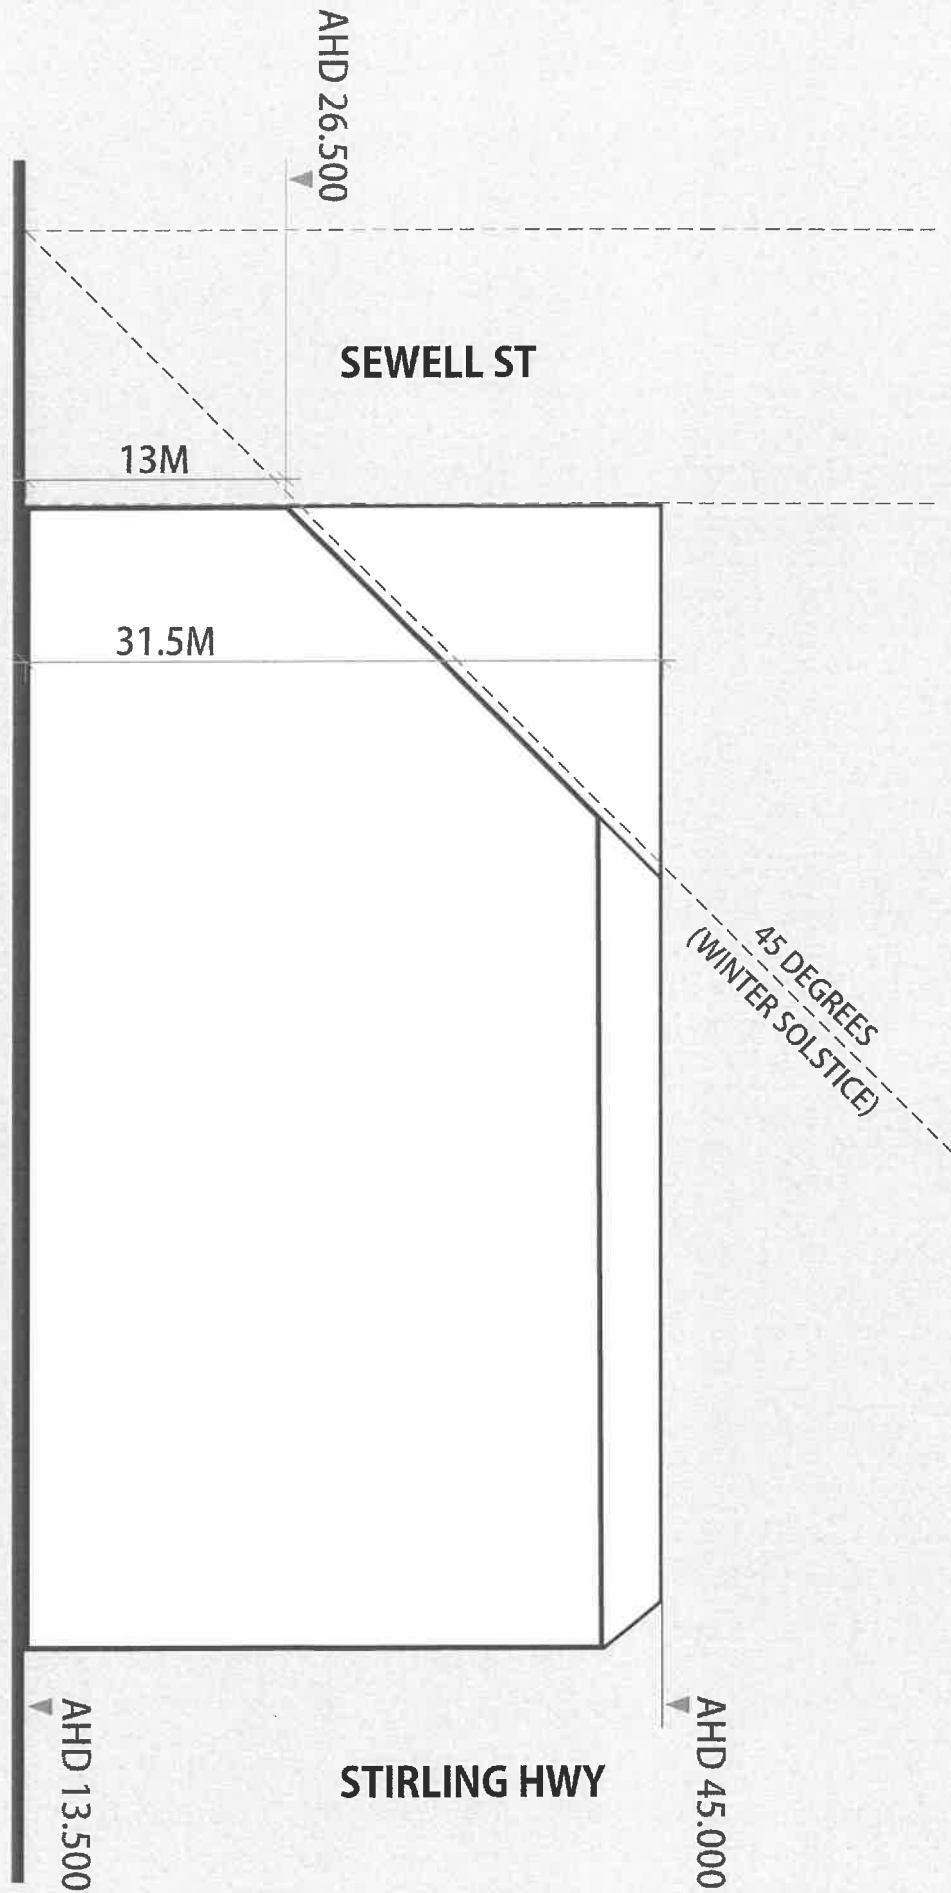 AHD 26.500
SEWELL ST
13M
31.5M
45 DEGREES
(WINTER SOLSTICE)
AHD 13.500
STIRLING HWY
AHD 45.000